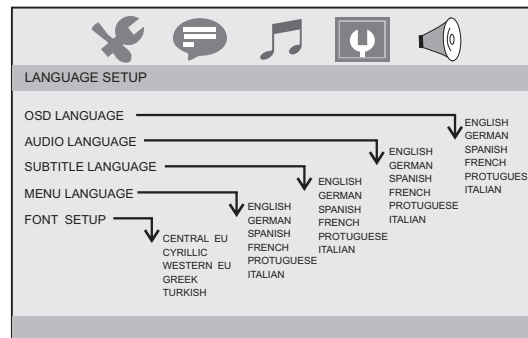 LANGUAGE SETUP
OSD LANGUAGE
AUDIO LANGUAGE
SUBTITLE LANGUAGE
MENU LANGUAGE
FONT SETUP
ENGLISH
GERMAN
SPANISH
FRENCH
PROTUGUES
ITALIAN
ENGLISH
GERMAN
SPANISH
FRENCH
PROTUGUESE
ITALIAN
ENGLISH
GERMAN
SPANISH
FRENCH
PROTUGUESE
ITALIAN
ENGLISH
GERMAN
SPANISH
FRENCH
PROTUGUESE
ITALIAN
CENTRAL EU
CYRILLIC
WESTERN EU
GREEK
TURKISH